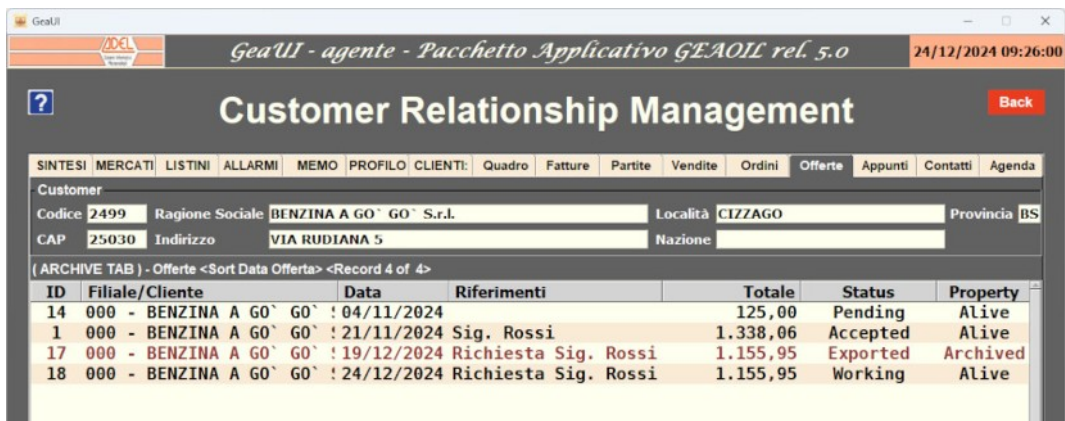 GeaUI
ADEL
GeaUI - agente - Pacchetto Applicativo GEAOIL rel. 5.0
24/12/2024 09:26:00
?
Customer Relationship Management
Back
SINTESI MERCATI LISTINI ALLARMI MEMO PROFILO CLIENTI: Quadro Fatture Partite Vendite Ordini Offerte Appunti Contatti Agenda
Customer
Codice 2499 Ragione Sociale BENZINA A GO` GO` S.r.l. Località CIZZAGO Provincia BS
CAP 25030 Indirizzo VIA RUDIANA 5 Nazione
( ARCHIVE TAB ) - Offerte <Sort Data Offerta> <Record 4 of 4>
ID Filiale/Cliente Data Riferimenti Totale Status Property
14 000 - BENZINA A GO` GO` 04/11/2024 125,00 Pending Alive
1 000 - BENZINA A GO` GO` 21/11/2024 Sig. Rossi 1.338,06 Accepted Alive
17 000 - BENZINA A GO` GO` 19/12/2024 Richiesta Sig. Rossi 1.155,95 Exported Archived
18 000 - BENZINA A GO` GO` 24/12/2024 Richiesta Sig. Rossi 1.155,95 Working Alive